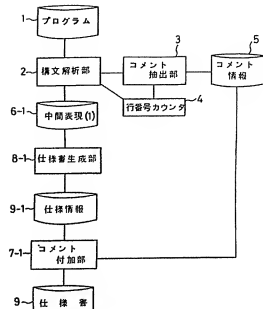 1 プログラム
2 構文解析部
3 コメント
抽出部
4 行番号カウンタ
5 コメント
情報
6-1 中間表現(1)
8-1 仕様書生成部
9-1 仕様情報
7-1 コメント
付加部
9 仕様書